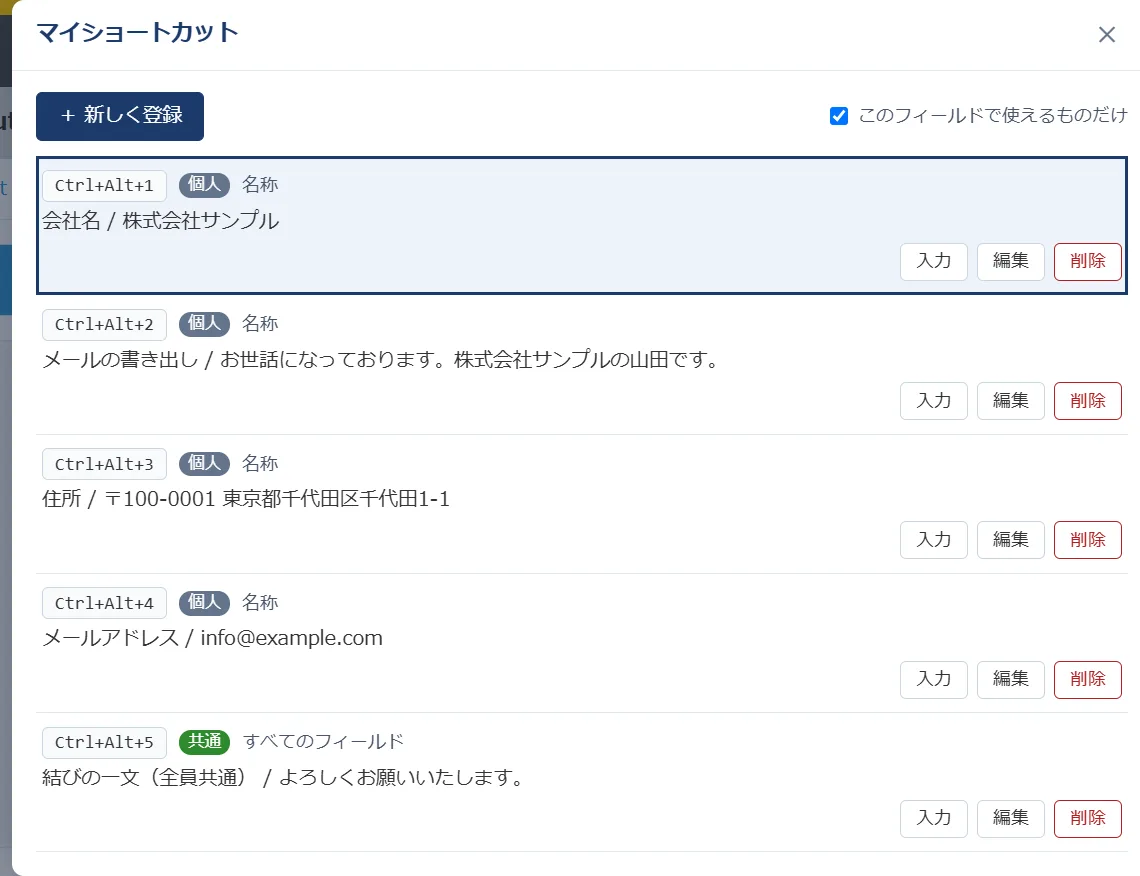 マイショートカット
×
+ 新しく登録
このフィールドで使えるものだけ
Ctrl+Alt+1 個人 名称
会社名 / 株式会社サンプル
入力 編集 削除
Ctrl+Alt+2 個人 名称
メールの書き出し / お世話になっております。株式会社サンプルの山田です。
入力 編集 削除
Ctrl+Alt+3 個人 名称
住所 / 〒100-0001 東京都千代田区千代田1-1
入力 編集 削除
Ctrl+Alt+4 個人 名称
メールアドレス / info@example.com
入力 編集 削除
Ctrl+Alt+5 共通 すべてのフィールド
結びの一文（全員共通） / よろしくお願いいたします。
入力 編集 削除